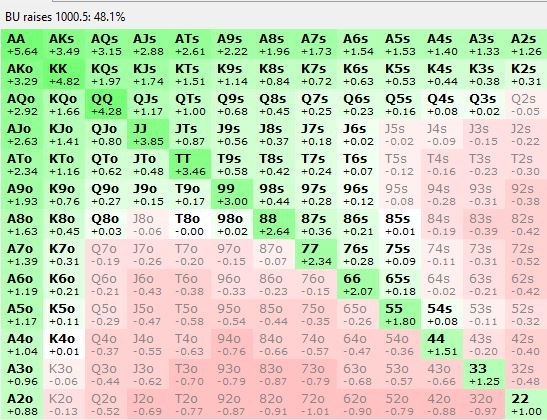 BU raises 1000.5: 48.1%
AA AKs AQs AJs ATs A9s A8s A7s A6s A5s A4s A3s A2s
+5.64 +3.49 +3.15 +2.88 +2.61 +2.22 +1.96 +1.73 +1.54 +1.53 +1.40 +1.33 +1.26
AKo KK KQs KJs KTs K9s K8s K7s K6s K5s K4s K3s K2s
+3.29 +4.82 +1.97 +1.74 +1.51 +1.14 +0.84 +0.72 +0.63 +0.53 +0.44 +0.38 +0.31
AQo KQo QQ QJs QTs Q9s Q8s Q7s Q6s Q5s Q4s Q3s Q2s
+2.92 +1.66 +4.28 +1.17 +1.00 +0.68 +0.45 +0.25 +0.23 +0.16 +0.08 +0.02 -0.05
AJo KJo QJo JJ JTs J9s J8s J7s J6s J5s J4s J3s J2s
+2.63 +1.41 +0.80 +3.85 +0.87 +0.56 +0.37 +0.18 +0.02 -0.02 -0.09 -0.15 -0.22
ATo KTo QTo JTo TT T9s T8s T7s T6s T5s T4s T3s T2s
+2.34 +1.16 +0.62 +0.48 +3.46 +0.58 +0.42 +0.24 +0.07 -0.12 -0.16 -0.23 -0.30
A9o K9o Q9o J9o T9o 99 98s 97s 96s 95s 94s 93s 92s
+1.93 +0.76 +0.27 +0.15 +0.17 +3.00 +0.44 +0.28 +0.12 -0.08 -0.28 -0.31 -0.38
A8o K8o Q8o J8o T8o 98o 88 87s 86s 85s 84s 83s 82s
+1.63 +0.45 +0.03 -0.06 -0.00 +0.02 +2.64 +0.36 +0.21 +0.01 -0.19 -0.39 -0.42
A7o K7o Q7o J7o T7o 97o 87o 77 76s 75s 74s 73s 72s
+1.39 +0.31 -0.19 -0.26 -0.20 -0.15 -0.07 +2.34 +0.28 +0.09 -0.11 -0.31 -0.52
A6o K6o Q6o J6o T6o 96o 86o 76o 66 65s 64s 63s 62s
+1.19 +0.21 -0.21 -0.43 -0.38 -0.33 -0.23 -0.15 +2.07 +0.18 -0.02 -0.21 -0.42
A5o K5o Q5o J5o T5o 95o 85o 75o 65o 55 54s 53s 52s
+1.17 +0.11 -0.29 -0.47 -0.58 -0.54 -0.44 -0.35 -0.26 +1.80 +0.08 -0.11 -0.32
A4o K4o Q4o J4o T4o 94o 84o 74o 64o 54o 44 43s 42s
+1.04 +0.01 -0.37 -0.55 -0.63 -0.76 -0.66 -0.57 -0.47 -0.36 +1.51 -0.20 -0.40
A3o K3o Q3o J3o T3o 93o 83o 73o 63o 53o 43o 33 32s
+0.96 -0.06 -0.44 -0.62 -0.70 -0.79 -0.87 -0.79 -0.68 -0.57 -0.66 +1.25 -0.48
A2o K2o Q2o J2o T2o 92o 82o 72o 62o 52o 42o 32o 22
+0.88 -0.13 -0.52 -0.69 -0.77 -0.87 -0.91 -1.01 -0.90 -0.79 -0.88 -0.97 +1.00